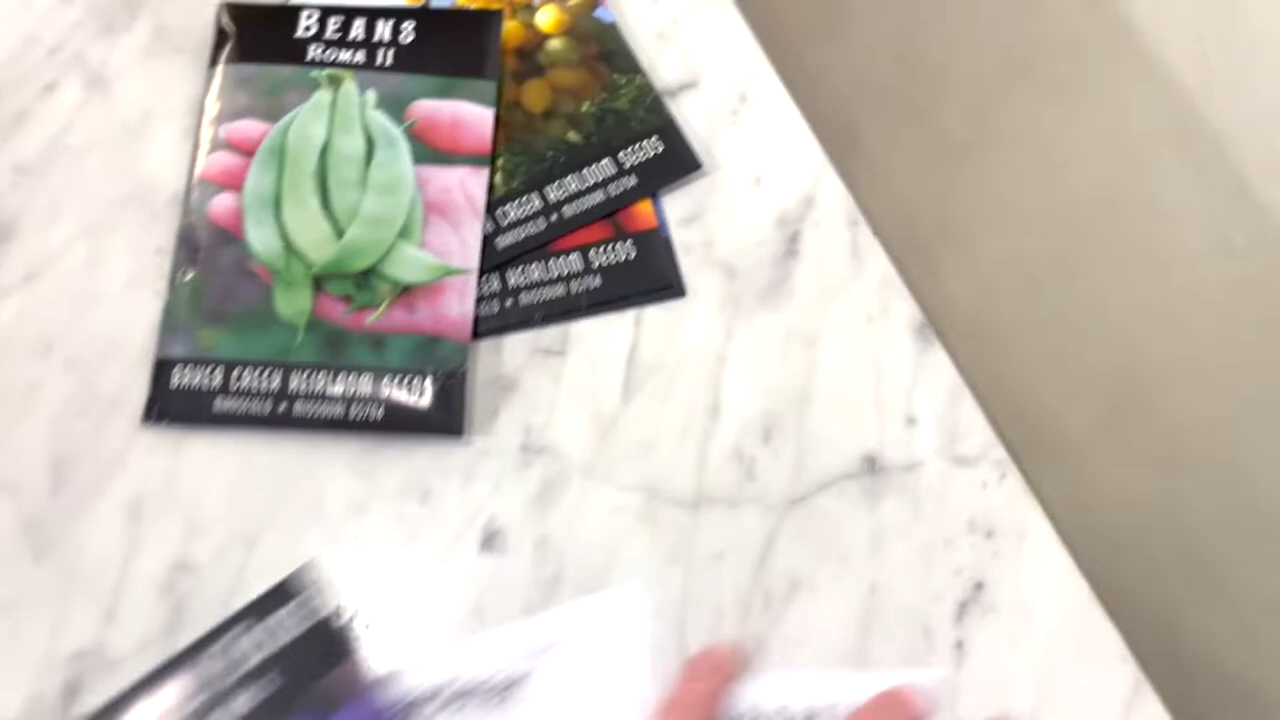 BEANS
ROMA II
BAKER CREEK HEIRLOOM SEEDS
MANSFIELD • MISSOURI 65704
CREEK HEIRLOOM SEEDS
MANSFIELD • MISSOURI 65704
HEIRLOOM SEEDS
MISSOURI 65704